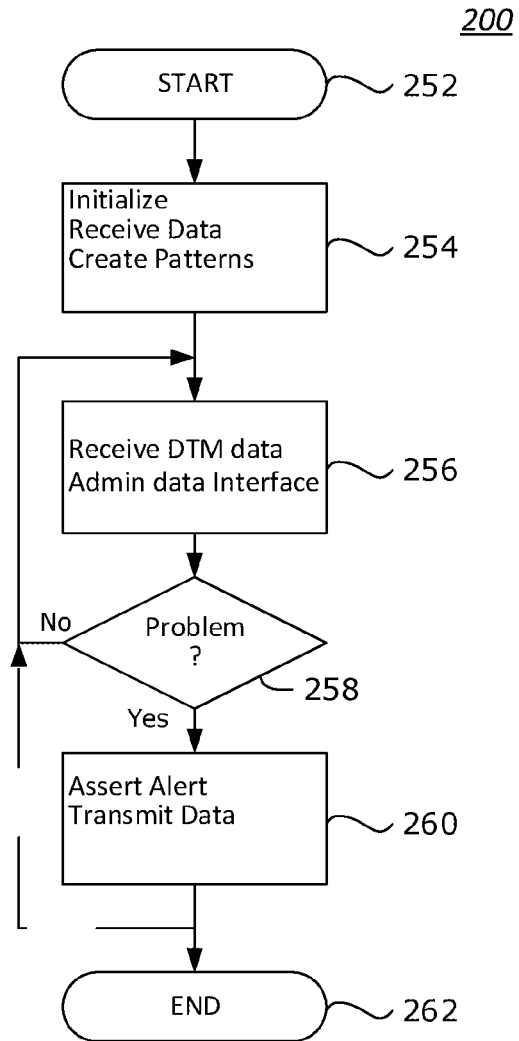 200
START
252
Initialize
Receive Data
Create Patterns
254
Receive DTM data
Admin data Interface
256
No
Problem
?
258
Yes
Assert Alert
Transmit Data
260
END
262